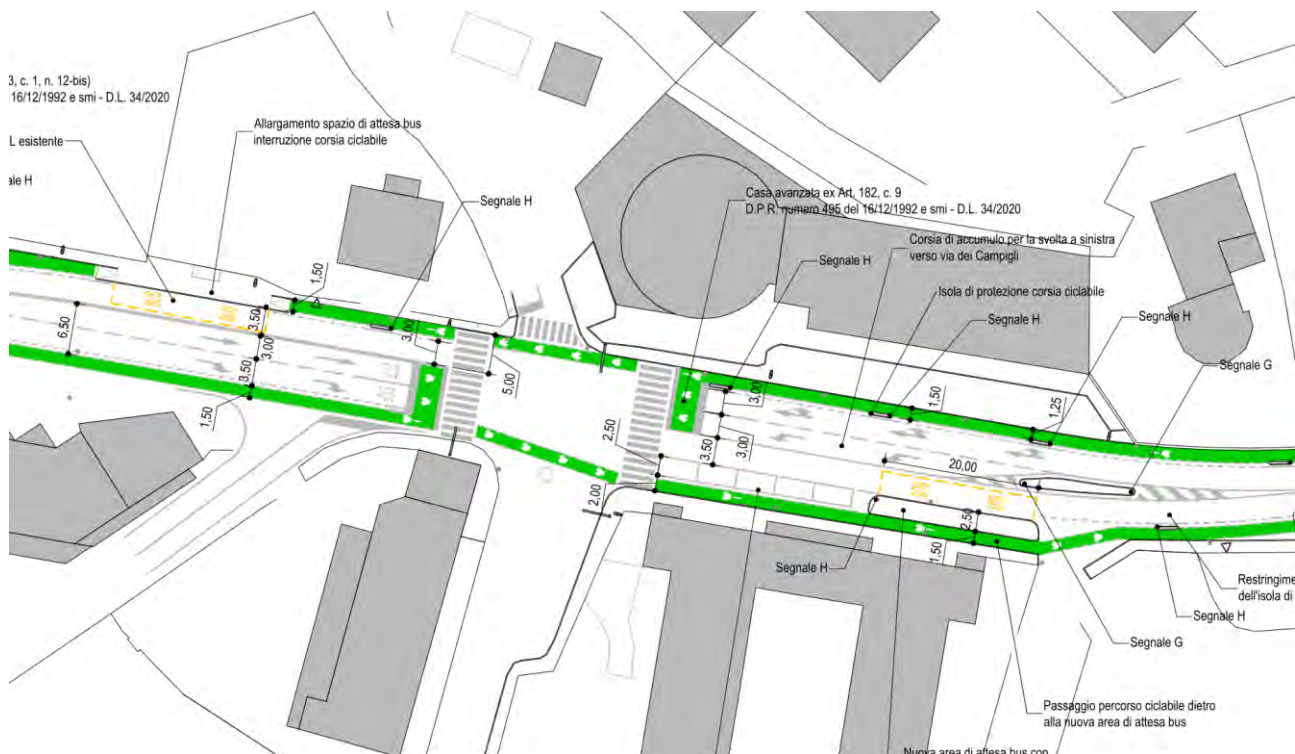 3, c. 1, n. 12-bis)
16/12/1992 e smi - D.L. 34/2020
L esistente
ale H
Allargamento spazio di attesa bus
interruzione corsia ciclabile
Segnale H
Casa avanzata ex Art. 182, c. 9
D.P.R. numero 495 del 16/12/1992 e smi - D.L. 34/2020
Corsia di accumulo per la svolta a sinistra
verso via dei Campigli
Segnale H
Isola di protezione corsia ciclabile
Segnale H
Segnale H
Segnale G
1,50
3,50
3,00
6,50
3,00
3,50
1,50
5,00
3,00
1,50
1,25
2,50
3,50
3,00
20,00
2,00
2,50
1,50
BUS
BUS
BUS
BUS
Segnale H
Restringime
dell'isola di
Segnale H
Segnale G
Passaggio percorso ciclabile dietro
alla nuova area di attesa bus
Nuova area di attesa bus con